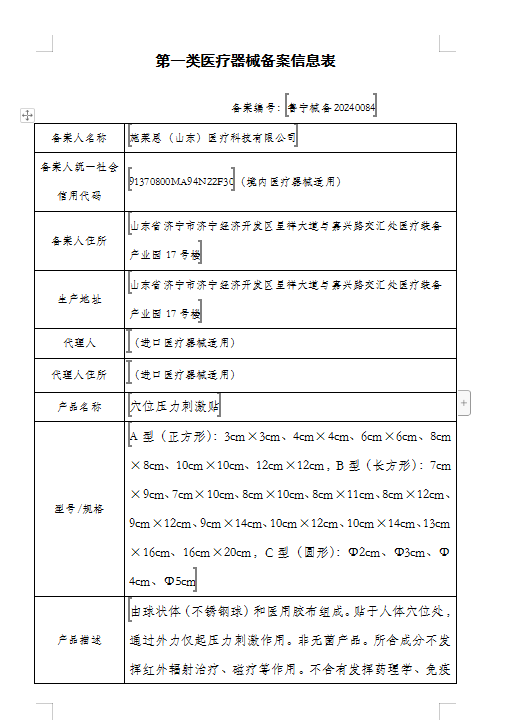 第一类医疗器械备案信息表
备案编号：鲁宁械备20240084
备案人名称 施莱恩（山东）医疗科技有限公司
备案人统一社会信用代码 91370800MA94N22F3C（境内医疗器械适用）
备案人住所 山东省济宁市济宁经济开发区呈祥大道与嘉兴路交汇处医疗装备
产业园17号楼
生产地址 山东省济宁市济宁经济开发区呈祥大道与嘉兴路交汇处医疗装备
产业园17号楼
代理人 （进口医疗器械适用）
代理人住所 （进口医疗器械适用）
产品名称 穴位压力刺激贴
型号/规格 A型（正方形）：3cm×3cm、4cm×4cm、6cm×6cm、8cm
×8cm、10cm×10cm、12cm×12cm，B型（长方形）：7cm
×9cm、7cm×10cm、8cm×10cm、8cm×11cm、8cm×12cm、
9cm×12cm、9cm×14cm、10cm×12cm、10cm×14cm、13cm
×16cm、16cm×20cm，C型（圆形）：Φ2cm、Φ3cm、Φ
4cm、Φ5cm
产品描述 由球状体（不锈钢球）和医用胶布组成。贴于人体穴位处，
通过外力仅起压力刺激作用。非无菌产品。所含成分不发
挥红外辐射治疗、磁疗等作用。不含有发挥药理学、免疫